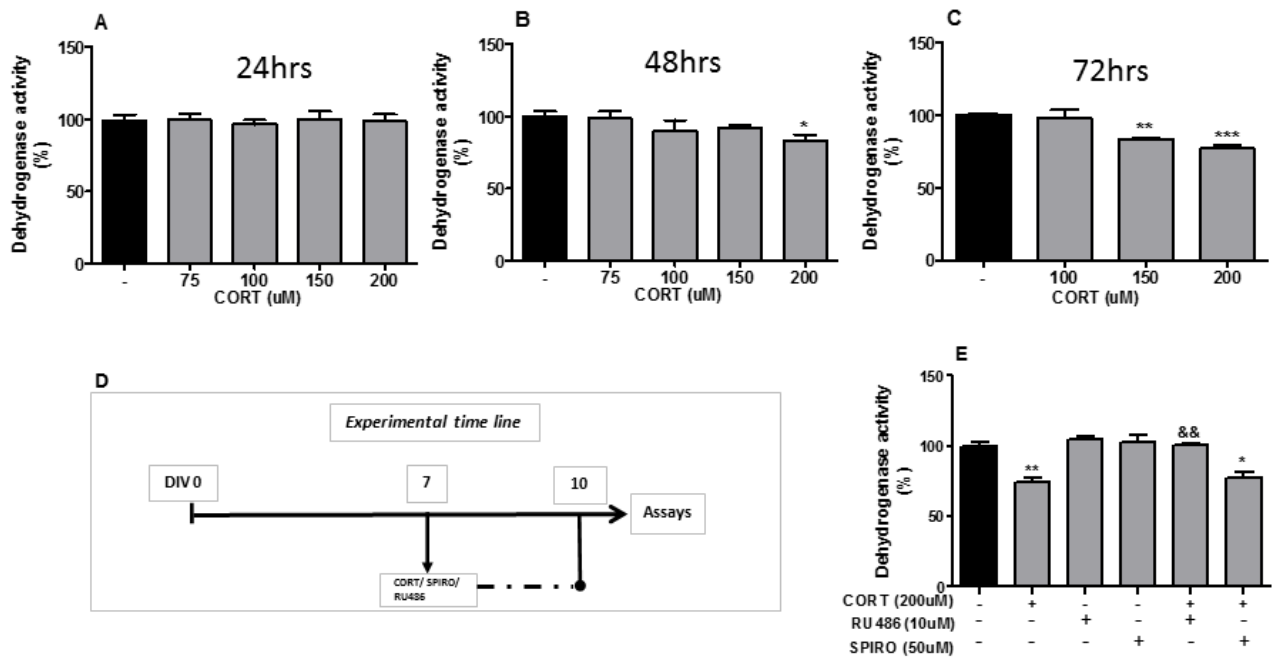 A
150
100
50
0
Dehydrogenase activity
(%)
24hrs
- 75 100 150 200
CORT (uM)
B
150
100
50
0
Dehydrogenase activity
(%)
48hrs
*
- 75 100 150 200
CORT (uM)
C
150
100
50
0
Dehydrogenase activity
(%)
72hrs
** ***
- 100 150 200
CORT (uM)
D
Experimental time line
DIV 0 7 10
Assays
CORT/ SPIRO/
RU486
E
150
100
50
0
Dehydrogenase activity
(%)
** && *
CORT (200uM) - + - - + +
RU 486 (10uM) - - + - + -
SPIRO (50uM) - - - + - +